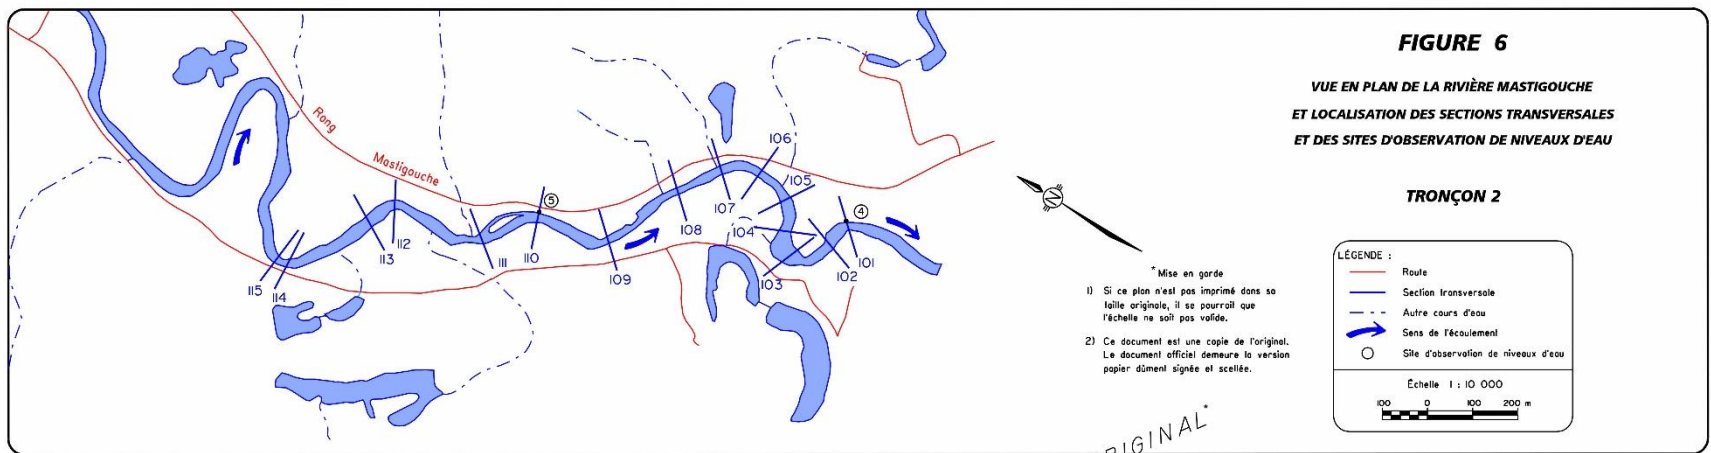 FIGURE 6
VUE EN PLAN DE LA RIVIÈRE MASTIGOUCHE
ET LOCALISATION DES SECTIONS TRANSVERSALES
ET DES SITES D'OBSERVATION DE NIVEAUX D'EAU
TRONÇON 2
LÉGENDE :
Route
Section transversale
Autre cours d'eau
Sens de l'écoulement
Site d'observation de niveaux d'eau
Échelle 1 : 10 000
100 0 100 200 m
* Mise en garde
1) Si ce plan n'est pas imprimé dans sa
taille originale, il se pourrait que
l'échelle ne soit pas valide.
2) Ce document est une copie de l'original.
Le document officiel demeure la version
papier dûment signée et scellée.
RIGINAL*
N
Rang
Mastigouche
115
114
113
112
111
110
5
109
108
107
106
105
104
103
102
101
4